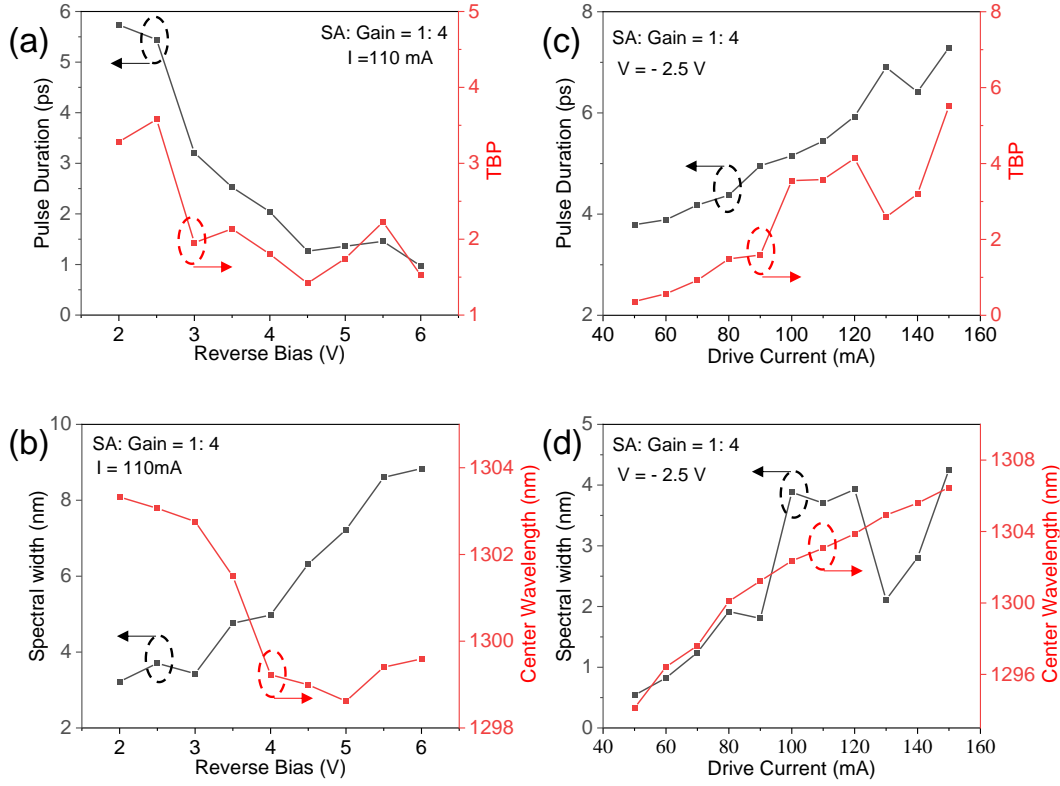 (a)
SA: Gain = 1: 4
I =110 mA
Pulse Duration (ps)
6
5
4
3
2
1
0
TBP
5
4
3
2
1
2
3
4
5
6
Reverse Bias (V)
(c)
SA: Gain = 1: 4
V = - 2.5 V
Pulse Duration (ps)
8
6
4
2
TBP
8
6
4
2
0
40
60
80
100
120
140
160
Drive Current (mA)
(b)
SA: Gain = 1: 4
I = 110mA
Spectral width (nm)
10
8
6
4
2
Center Wavelength (nm)
1304
1302
1300
1298
2
3
4
5
6
Reverse Bias (V)
(d)
SA: Gain = 1: 4
V = - 2.5 V
Spectral width (nm)
5
4
3
2
1
0
Center Wavelength (nm)
1308
1304
1300
1296
40
60
80
100
120
140
160
Drive Current (mA)